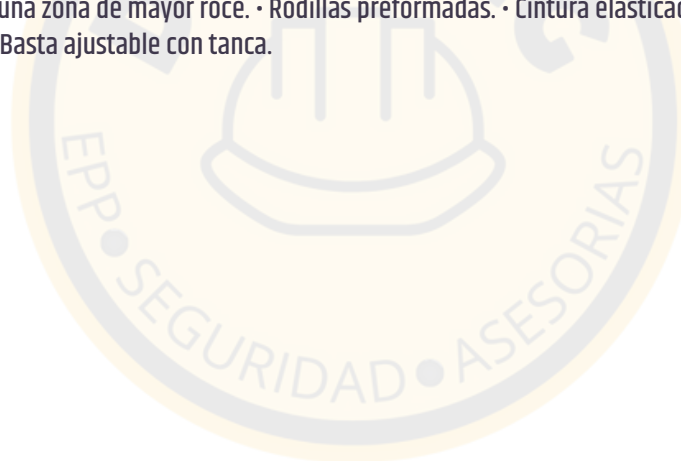 una zona de mayor roce. • Rodillas preformadas. • Cintura elasticad
Basta ajustable con tanca.
EPP•SEGURIDAD•ASESORIAS